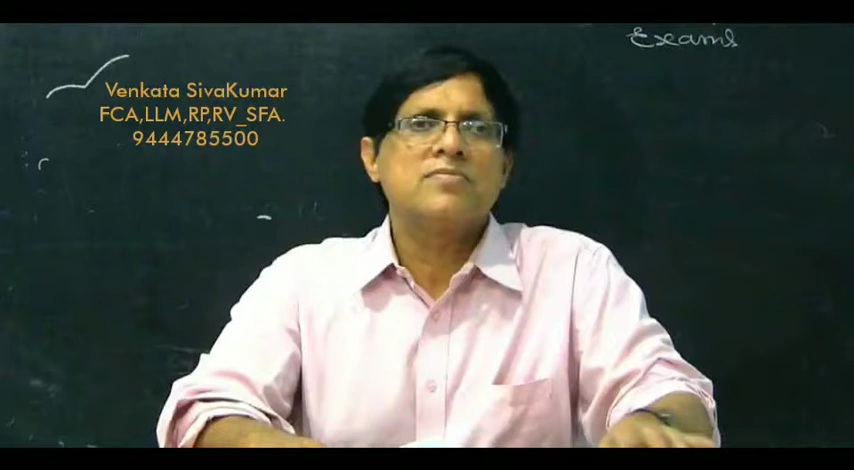 Exams
Venkata SivaKumar
FCA,LLM,RP,RV_SFA.
9444785500